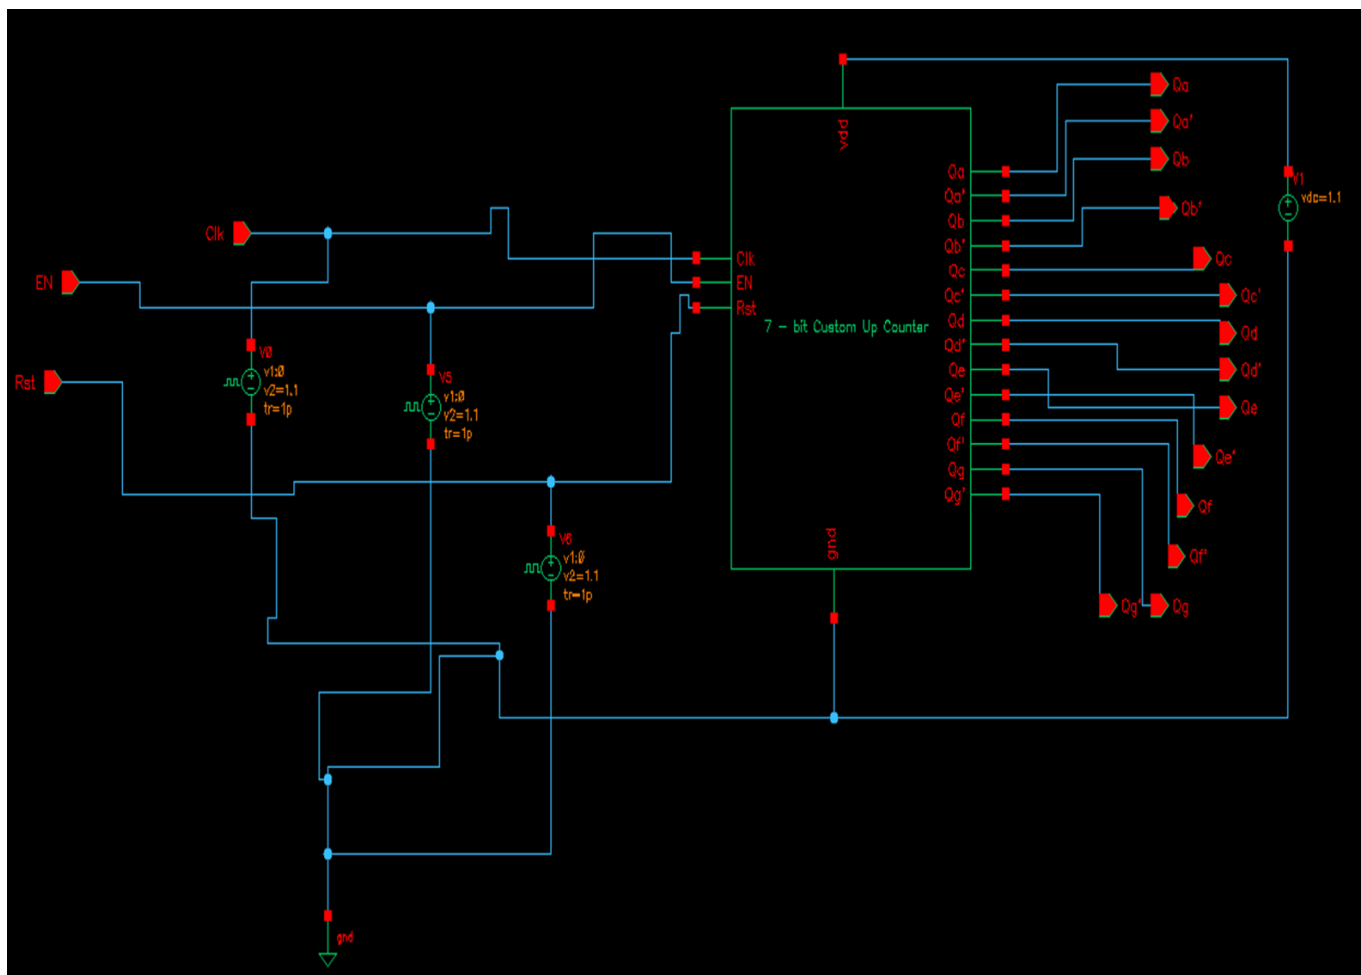 Qa
vdd
Qa'
Qb
Qa
V1
Qa'
vdc=1.1
Qb'
Qb
Clk
Qb'
Clk
Qc
Qc
EN
EN
Qc'
Qc'
Rst
7 - bit Custom Up Counter
Qd
Qd
V0
Qd'
v1:0
Qe
Qd'
Rst
v2=1.1
V5
tr=1p
v1:0
Qe'
Qe
v2=1.1
Qf
tr=1p
Qf'
Qe'
Qg
Qg'
Qf
V6
gnd
v1:0
Qf'
v2=1.1
tr=1p
Qg'
Qg
gnd